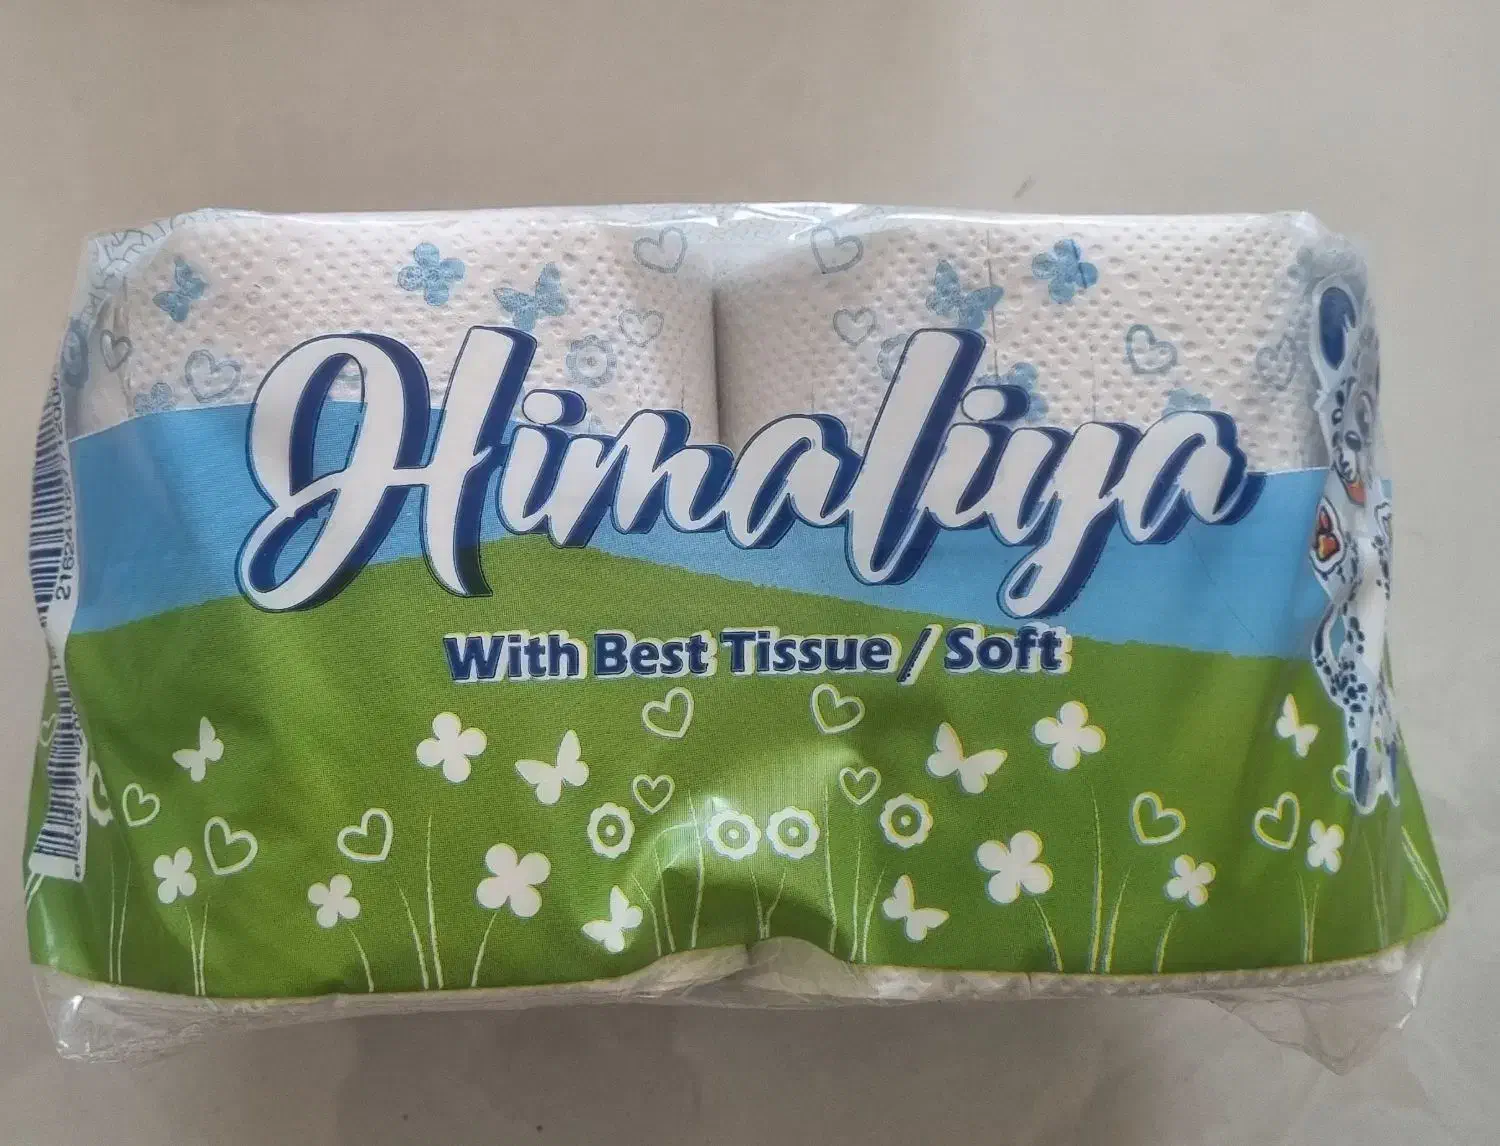 Himaliya
With Best Tissue / Soft